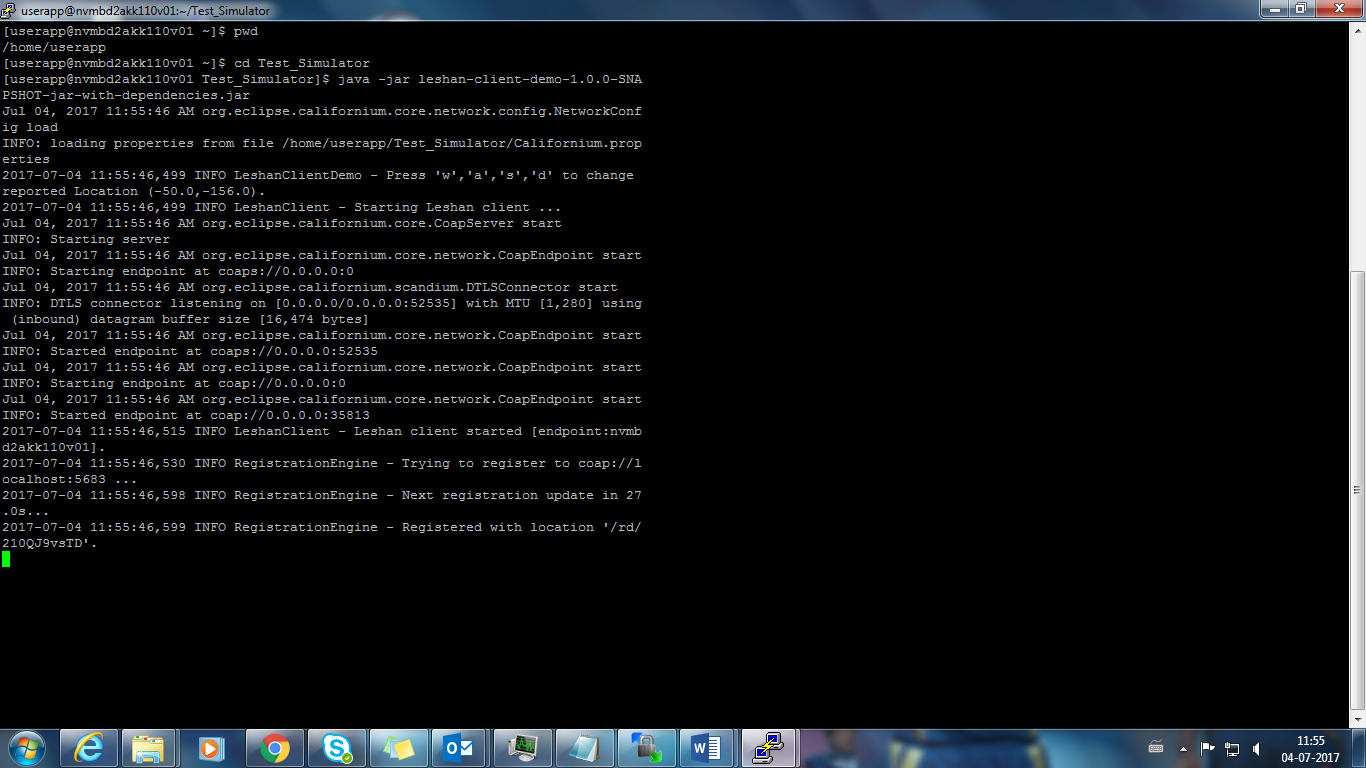 userapp@nvmbd2akk110v01:~/Test_Simulator
[userapp@nvmbd2akk110v01 ~]$ pwd
/home/userapp
[userapp@nvmbd2akk110v01 ~]$ cd Test_Simulator
[userapp@nvmbd2akk110v01 Test_Simulator]$ java -jar leshan-client-demo-1.0.0-SNA
PSHOT-jar-with-dependencies.jar
Jul 04, 2017 11:55:46 AM org.eclipse.californium.core.network.config.NetworkConf
ig load
INFO: loading properties from file /home/userapp/Test_Simulator/Californium.prop
erties
2017-07-04 11:55:46,499 INFO LeshanClientDemo - Press 'w','a','s','d' to change
reported Location (-50.0,-156.0).
2017-07-04 11:55:46,499 INFO LeshanClient - Starting Leshan client ...
Jul 04, 2017 11:55:46 AM org.eclipse.californium.core.CoapServer start
INFO: Starting server
Jul 04, 2017 11:55:46 AM org.eclipse.californium.core.network.CoapEndpoint start
INFO: Starting endpoint at coaps://0.0.0.0:0
Jul 04, 2017 11:55:46 AM org.eclipse.californium.scandium.DTLSConnector start
INFO: DTLS connector listening on [0.0.0.0/0.0.0.0:52535] with MTU [1,280] using
 (inbound) datagram buffer size [16,474 bytes]
Jul 04, 2017 11:55:46 AM org.eclipse.californium.core.network.CoapEndpoint start
INFO: Started endpoint at coaps://0.0.0.0:52535
Jul 04, 2017 11:55:46 AM org.eclipse.californium.core.network.CoapEndpoint start
INFO: Starting endpoint at coap://0.0.0.0:0
Jul 04, 2017 11:55:46 AM org.eclipse.californium.core.network.CoapEndpoint start
INFO: Started endpoint at coap://0.0.0.0:35813
2017-07-04 11:55:46,515 INFO LeshanClient - Leshan client started [endpoint:nvmb
d2akk110v01].
2017-07-04 11:55:46,530 INFO RegistrationEngine - Trying to register to coap://l
ocalhost:5683 ...
2017-07-04 11:55:46,598 INFO RegistrationEngine - Next registration update in 27
.0s...
2017-07-04 11:55:46,599 INFO RegistrationEngine - Registered with location '/rd/
210QJ9vsTD'.
11:55
04-07-2017